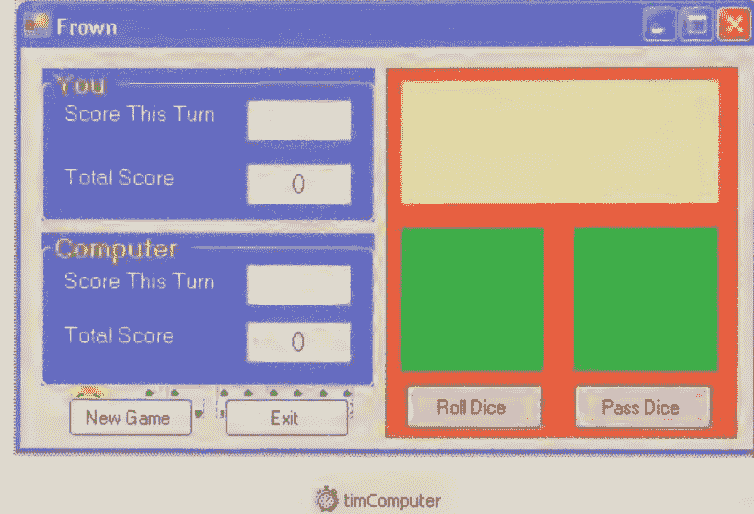 Frown
You
Score This Turn
Total Score
0
Computer
Score This Turn
Total Score
0
New Game
Exit
Roll Dice
Pass Dice
timComputer